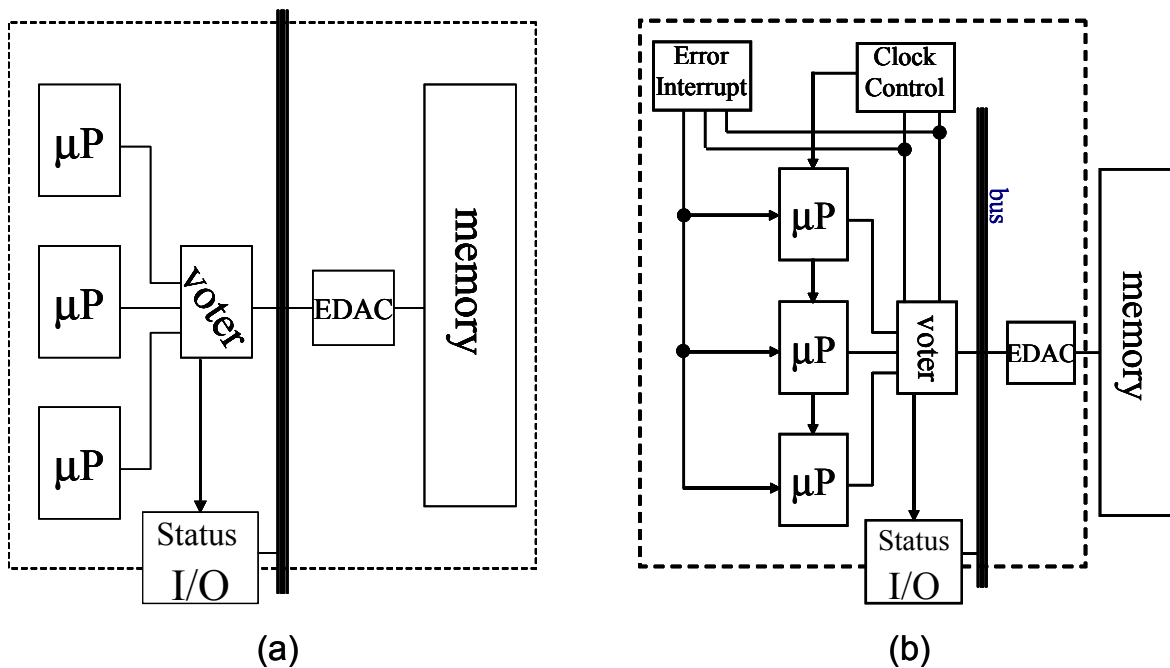 μP
μP
μP
voter
EDAC
memory
Status
I/O
(a)
Error
Interrupt
Clock
Control
μP
μP
μP
voter
bus
EDAC
memory
Status
I/O
(b)